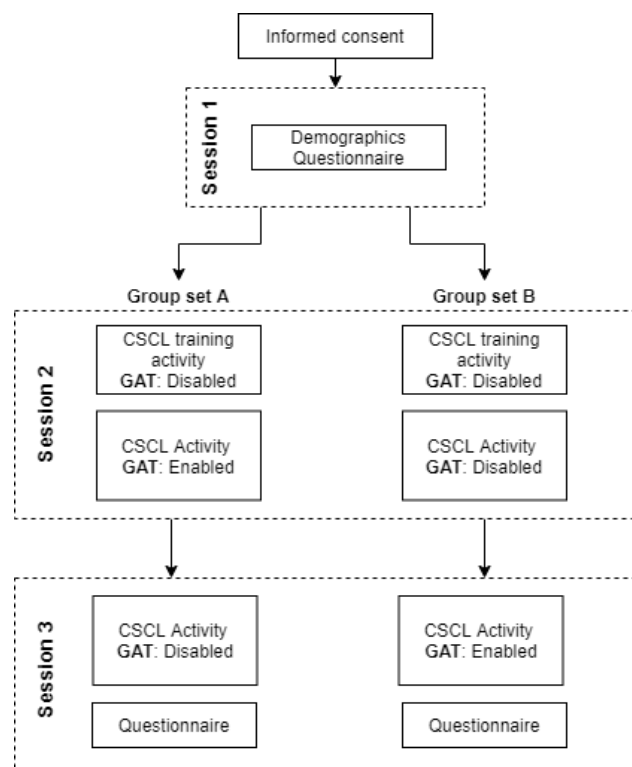 Informed consent
Session 1
Demographics
Questionnaire
Group set A
Group set B
Session 2
CSCL training
activity
GAT: Disabled
CSCL training
activity
GAT: Disabled
CSCL Activity
GAT: Enabled
CSCL Activity
GAT: Disabled
Session 3
CSCL Activity
GAT: Disabled
CSCL Activity
GAT: Enabled
Questionnaire
Questionnaire